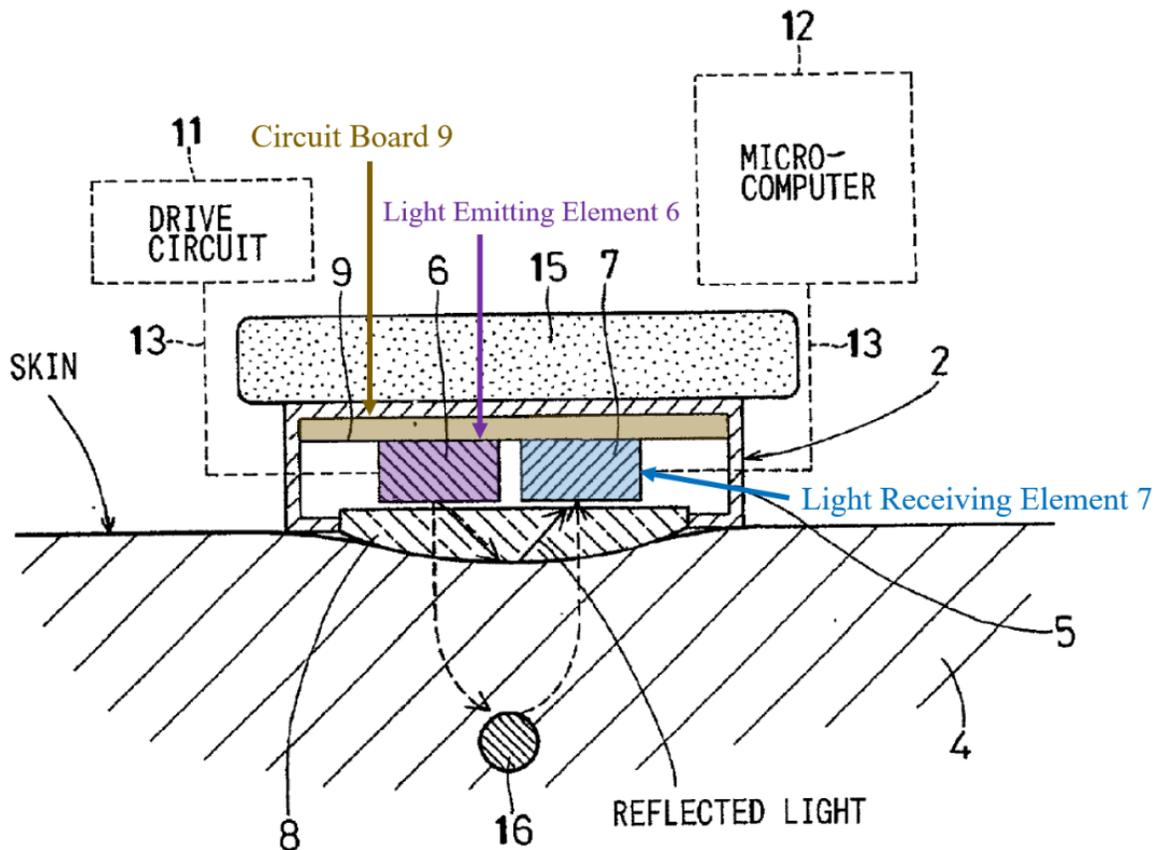 12
11
Circuit Board 9
MICRO-
COMPUTER
DRIVE
CIRCUIT
Light Emitting Element 6
9
6
15
7
13
13
SKIN
2
Light Receiving Element 7
5
4
8
16
REFLECTED LIGHT